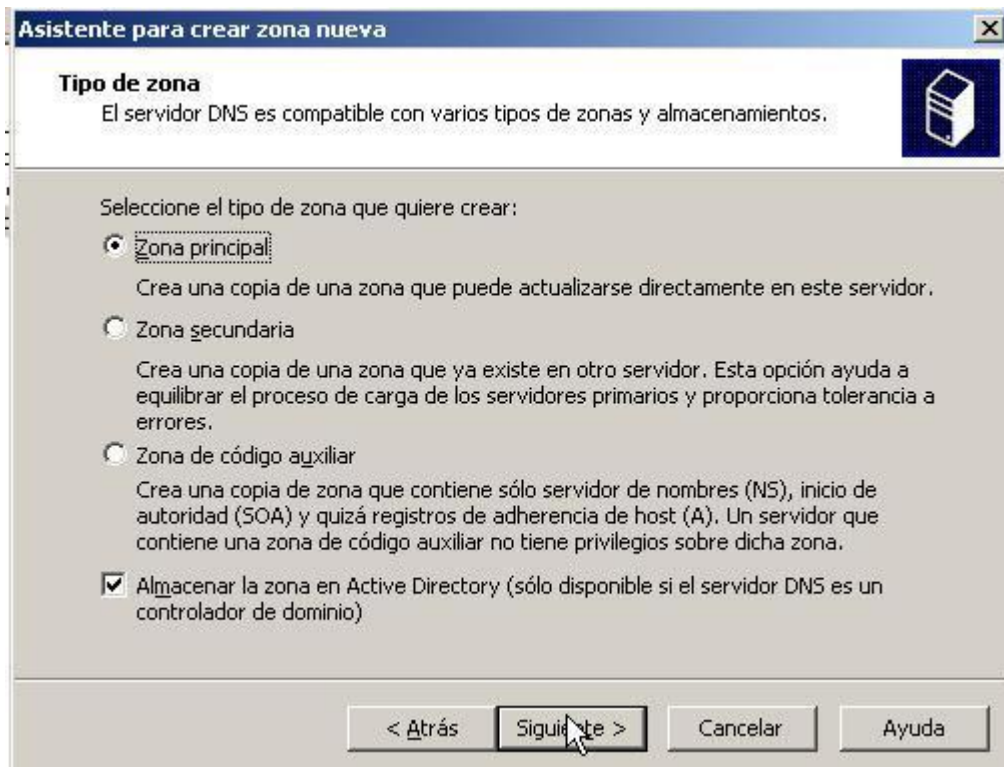 Asistente para crear zona nueva
Tipo de zona
El servidor DNS es compatible con varios tipos de zonas y almacenamientos.
Seleccione el tipo de zona que quiere crear:
Zona principal
Crea una copia de una zona que puede actualizarse directamente en este servidor.
Zona secundaria
Crea una copia de una zona que ya existe en otro servidor. Esta opción ayuda a
equilibrar el proceso de carga de los servidores primarios y proporciona tolerancia a
errores.
Zona de código auxiliar
Crea una copia de zona que contiene sólo servidor de nombres (NS), inicio de
autoridad (SOA) y quizá registros de adherencia de host (A). Un servidor que
contiene una zona de código auxiliar no tiene privilegios sobre dicha zona.
Almacenar la zona en Active Directory (sólo disponible si el servidor DNS es un
controlador de dominio)
< Atrás Siguiente > Cancelar Ayuda